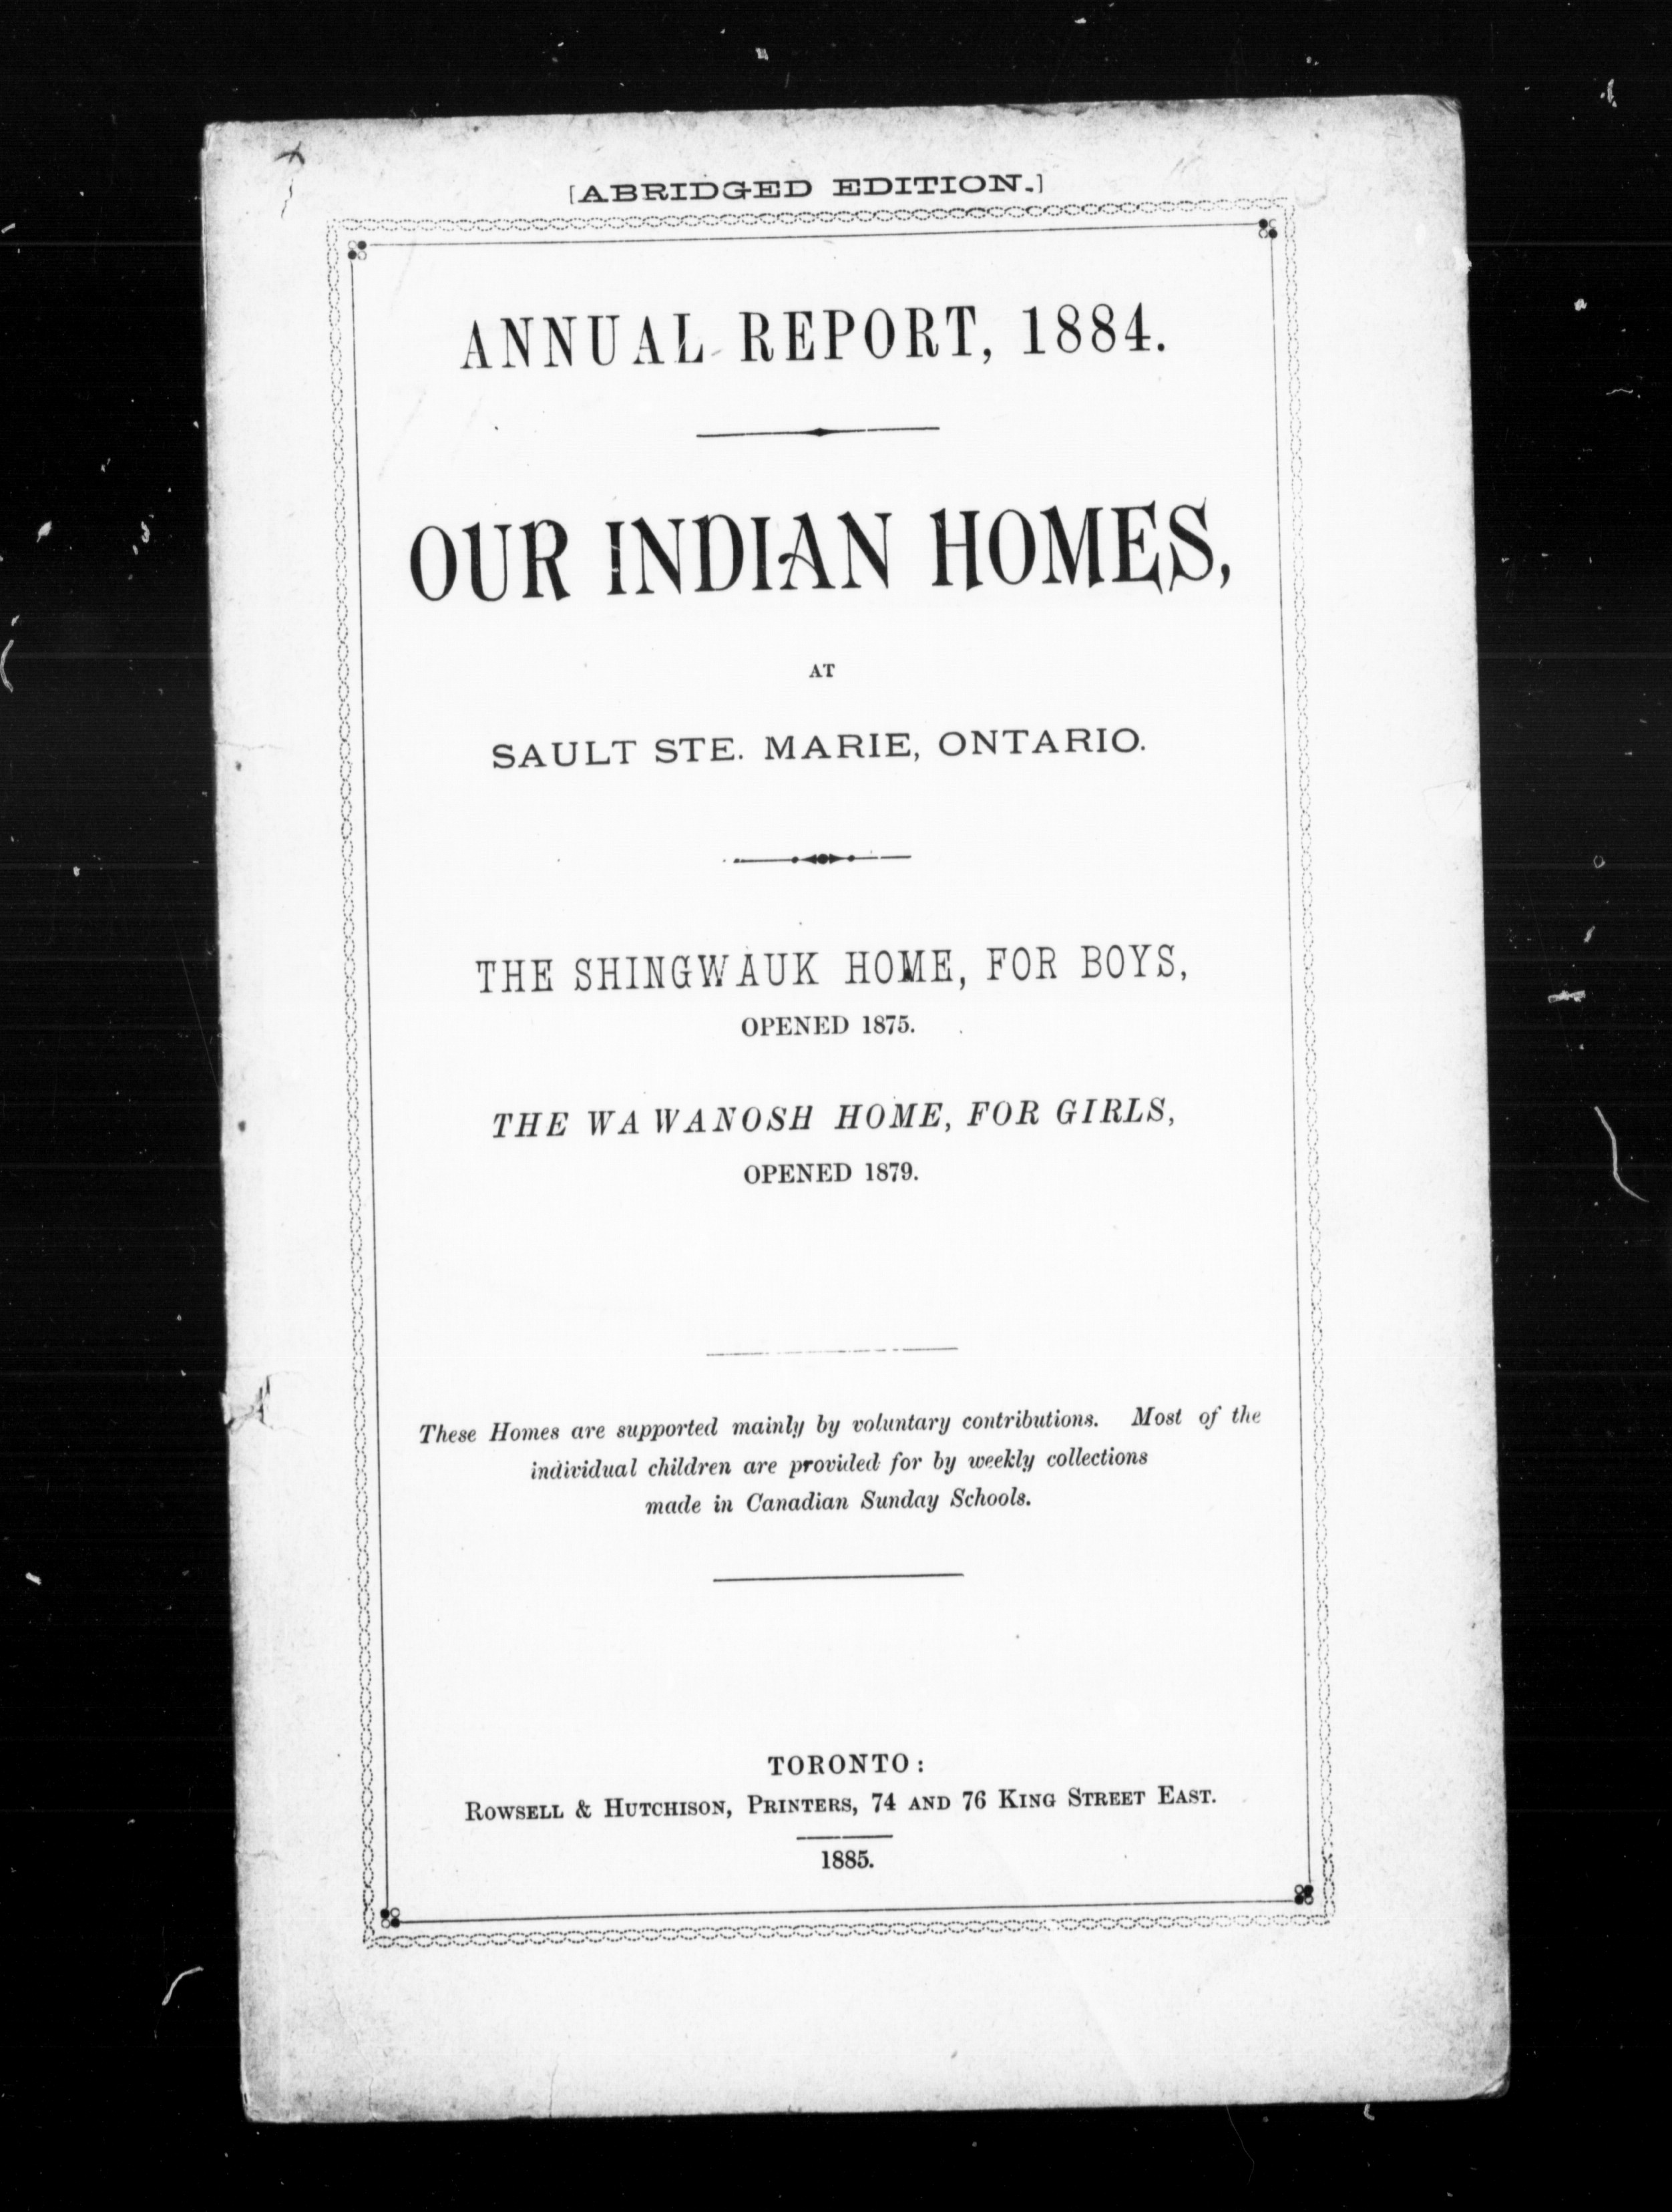 [ABRIDGED EDITION.]
ANNUAL REPORT, 1884.
OUR INDIAN HOMES,
AT
SAULT STE. MARIE, ONTARIO.
THE SHINGWAUK HOME, FOR BOYS,
OPENED 1875.
THE WAWANOSH HOME, FOR GIRLS,
OPENED 1879.
These Homes are supported mainly by voluntary contributions. Most of the
individual children are provided for by weekly collections
made in Canadian Sunday Schools.
TORONTO:
ROWSELL & HUTCHISON, PRINTERS, 74 AND 76 KING STREET EAST.
1885.